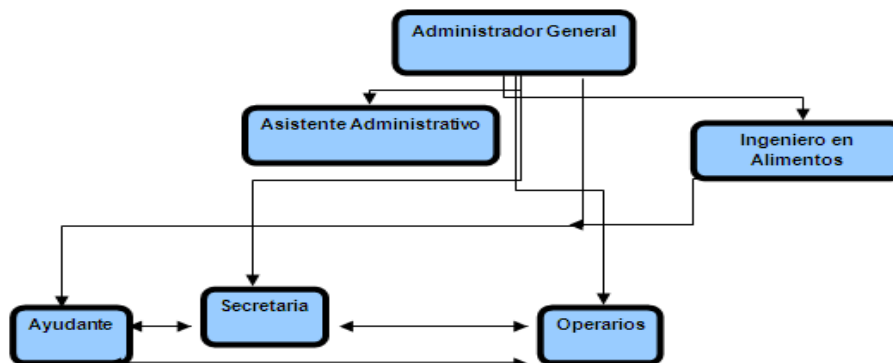 Administrador General
Asistente Administrativo
Ingeniero en
Alimentos
Secretaria
Ayudante
Operarios